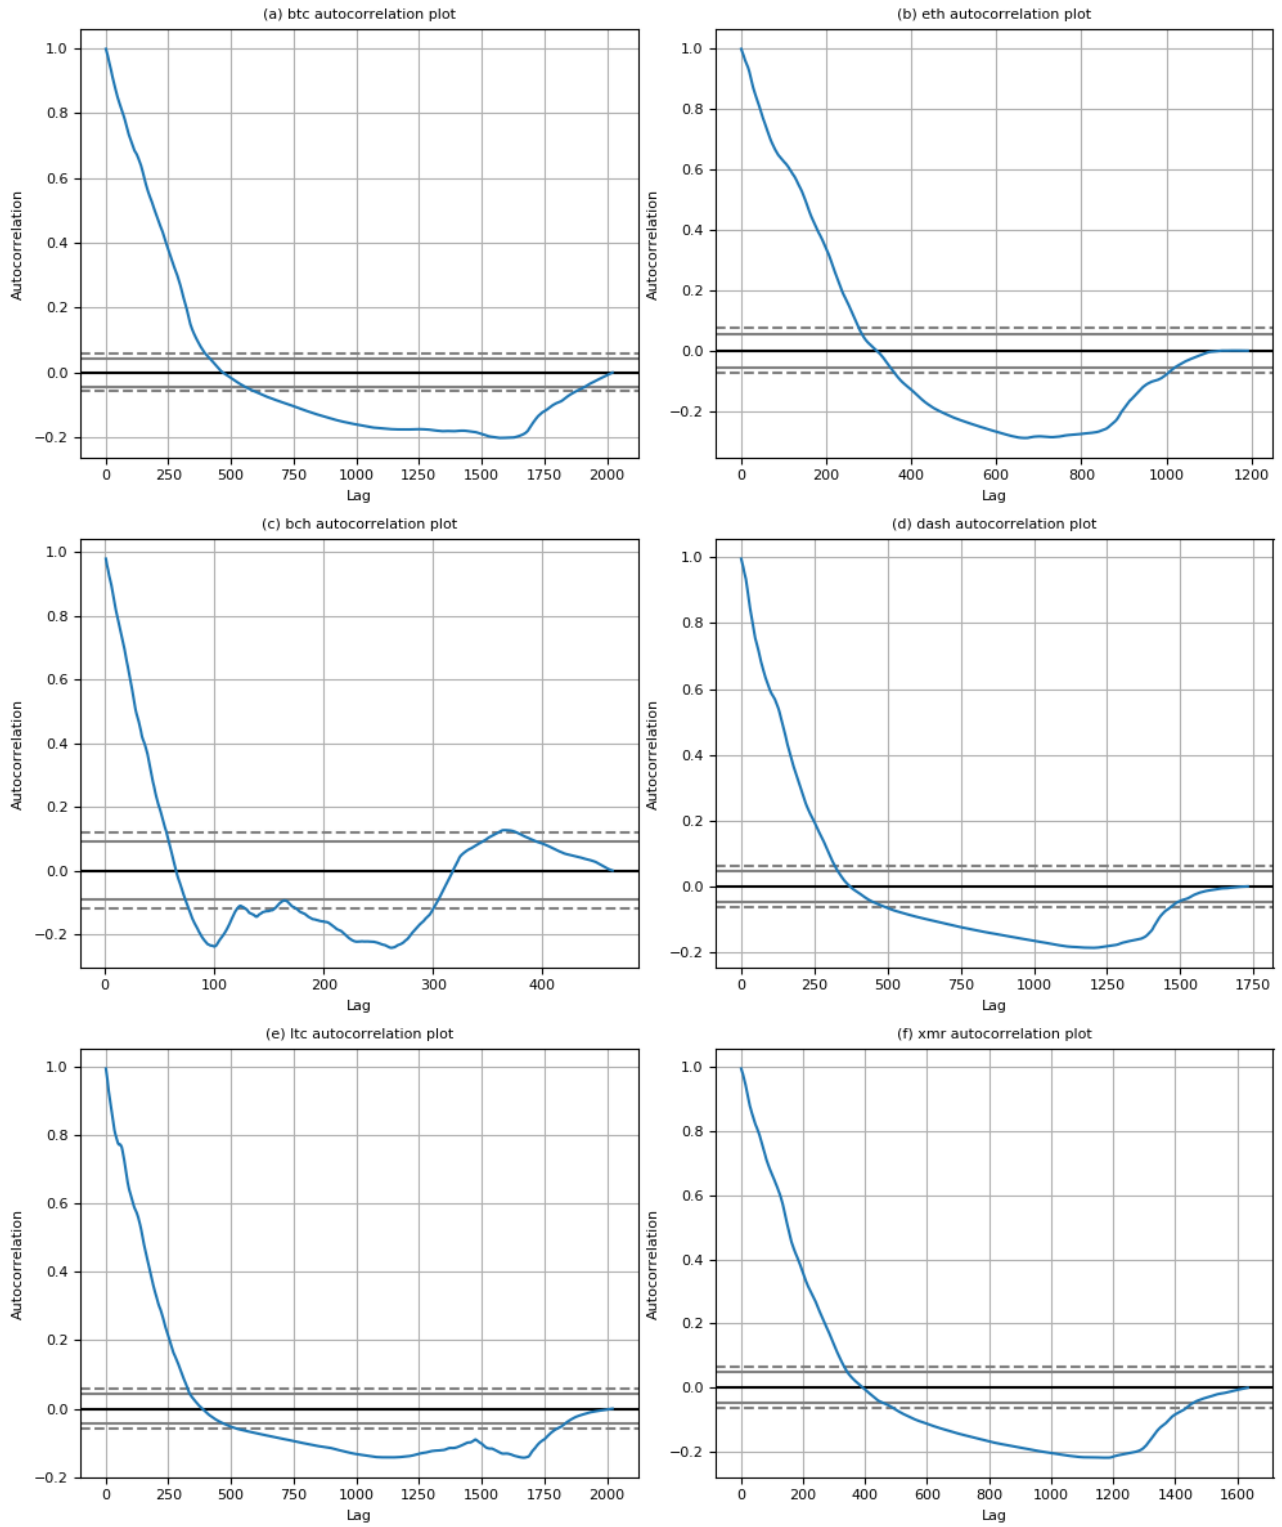 (a) btc autocorrelation plot
1.0
0.8
0.6
0.4
0.2
0.0
−0.2
Autocorrelation
0 250 500 750 1000 1250 1500 1750 2000
Lag
(b) eth autocorrelation plot
1.0
0.8
0.6
0.4
0.2
0.0
−0.2
Autocorrelation
0 200 400 600 800 1000 1200
Lag
(c) bch autocorrelation plot
1.0
0.8
0.6
0.4
0.2
0.0
−0.2
Autocorrelation
0 100 200 300 400
Lag
(d) dash autocorrelation plot
1.0
0.8
0.6
0.4
0.2
0.0
−0.2
Autocorrelation
0 250 500 750 1000 1250 1500 1750
Lag
(e) ltc autocorrelation plot
1.0
0.8
0.6
0.4
0.2
0.0
−0.2
Autocorrelation
0 250 500 750 1000 1250 1500 1750 2000
Lag
(f) xmr autocorrelation plot
1.0
0.8
0.6
0.4
0.2
0.0
−0.2
Autocorrelation
0 200 400 600 800 1000 1200 1400 1600
Lag